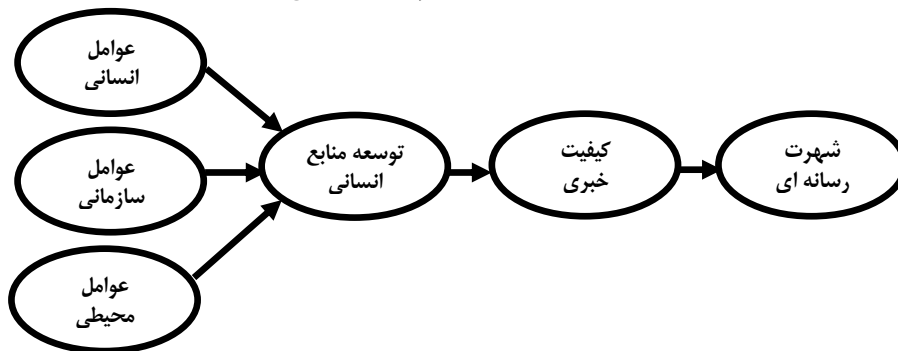 عوامل
انسانی
عوامل
سازمانی
عوامل
محیطی
توسعه منابع
انسانی
کیفیت
خبری
شهرت
رسانه ای